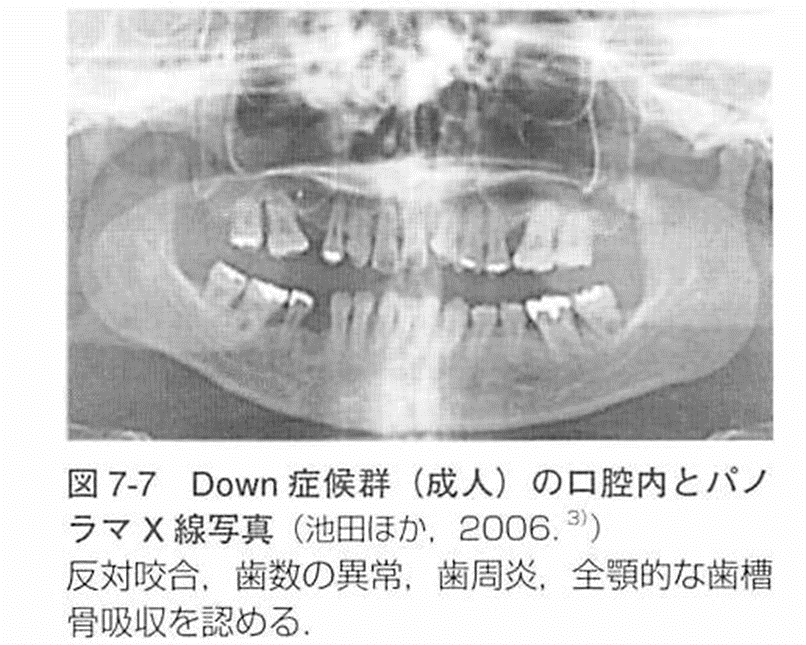 図 7-7　Down 症候群（成人）の口腔内とパノ
ラマ X 線写真（池田ほか，2006.3)）
反対咬合，歯数の異常，歯周炎，全顎的な歯槽
骨吸収を認める.